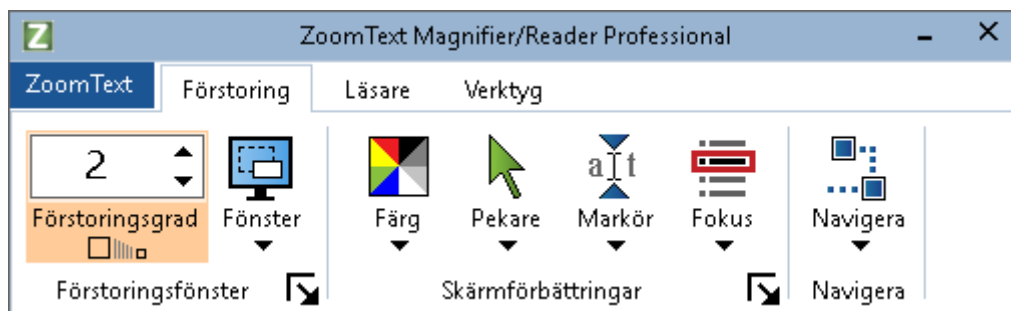 Z ZoomText Magnifier/Reader Professional
ZoomText Förstoring Läsare Verktyg
2
Förstoringsgrad Fönster Färg Pekare a t Markör Fokus Navigera
Förstoringsfönster Skärmförbättringar Navigera